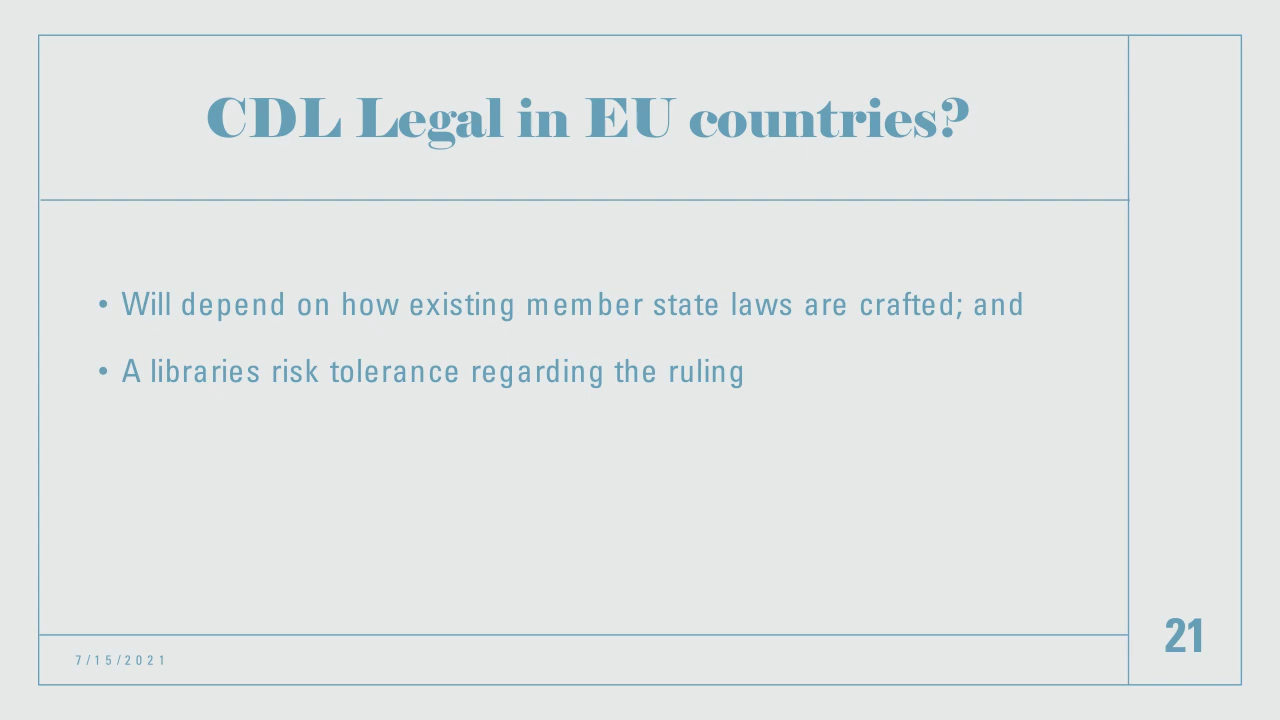 CDL Legal in EU countries?
• Will depend on how existing member state laws are crafted; and
• A libraries risk tolerance regarding the ruling
21
7/15/2021